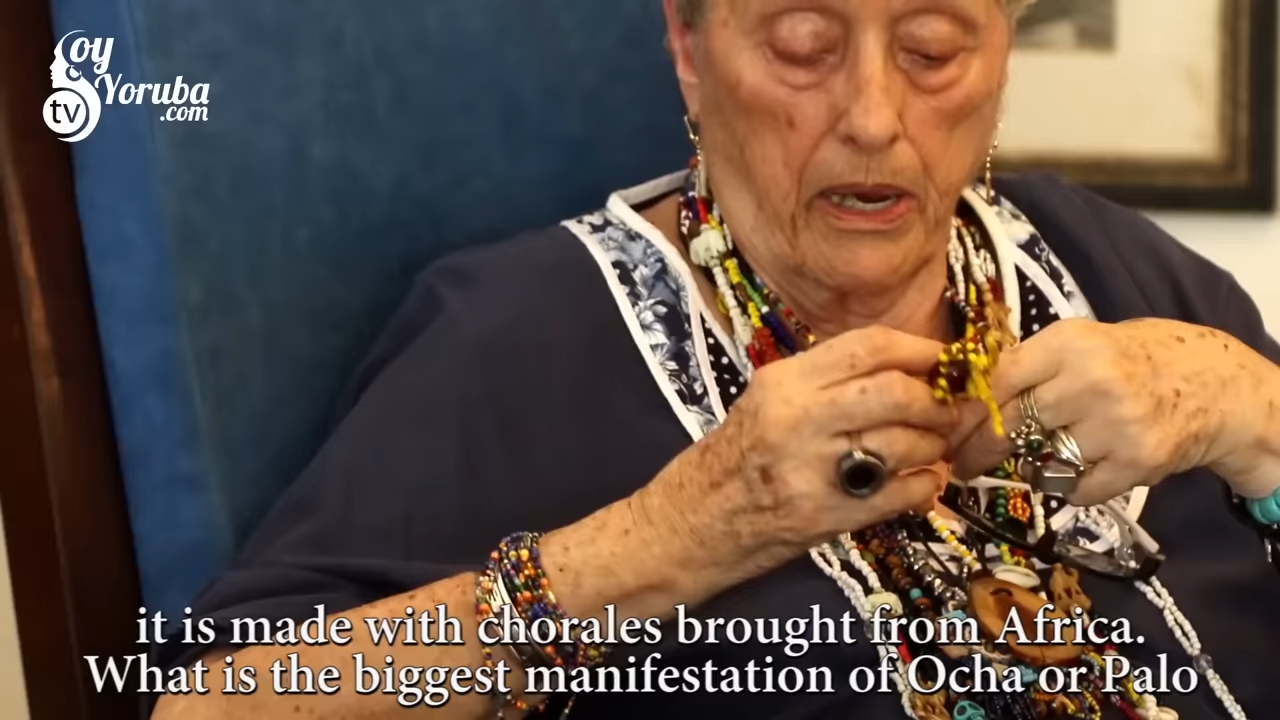 Soy
Yoruba
tv
.com
it is made with chorales brought from Africa.
What is the biggest manifestation of Ocha or Palo